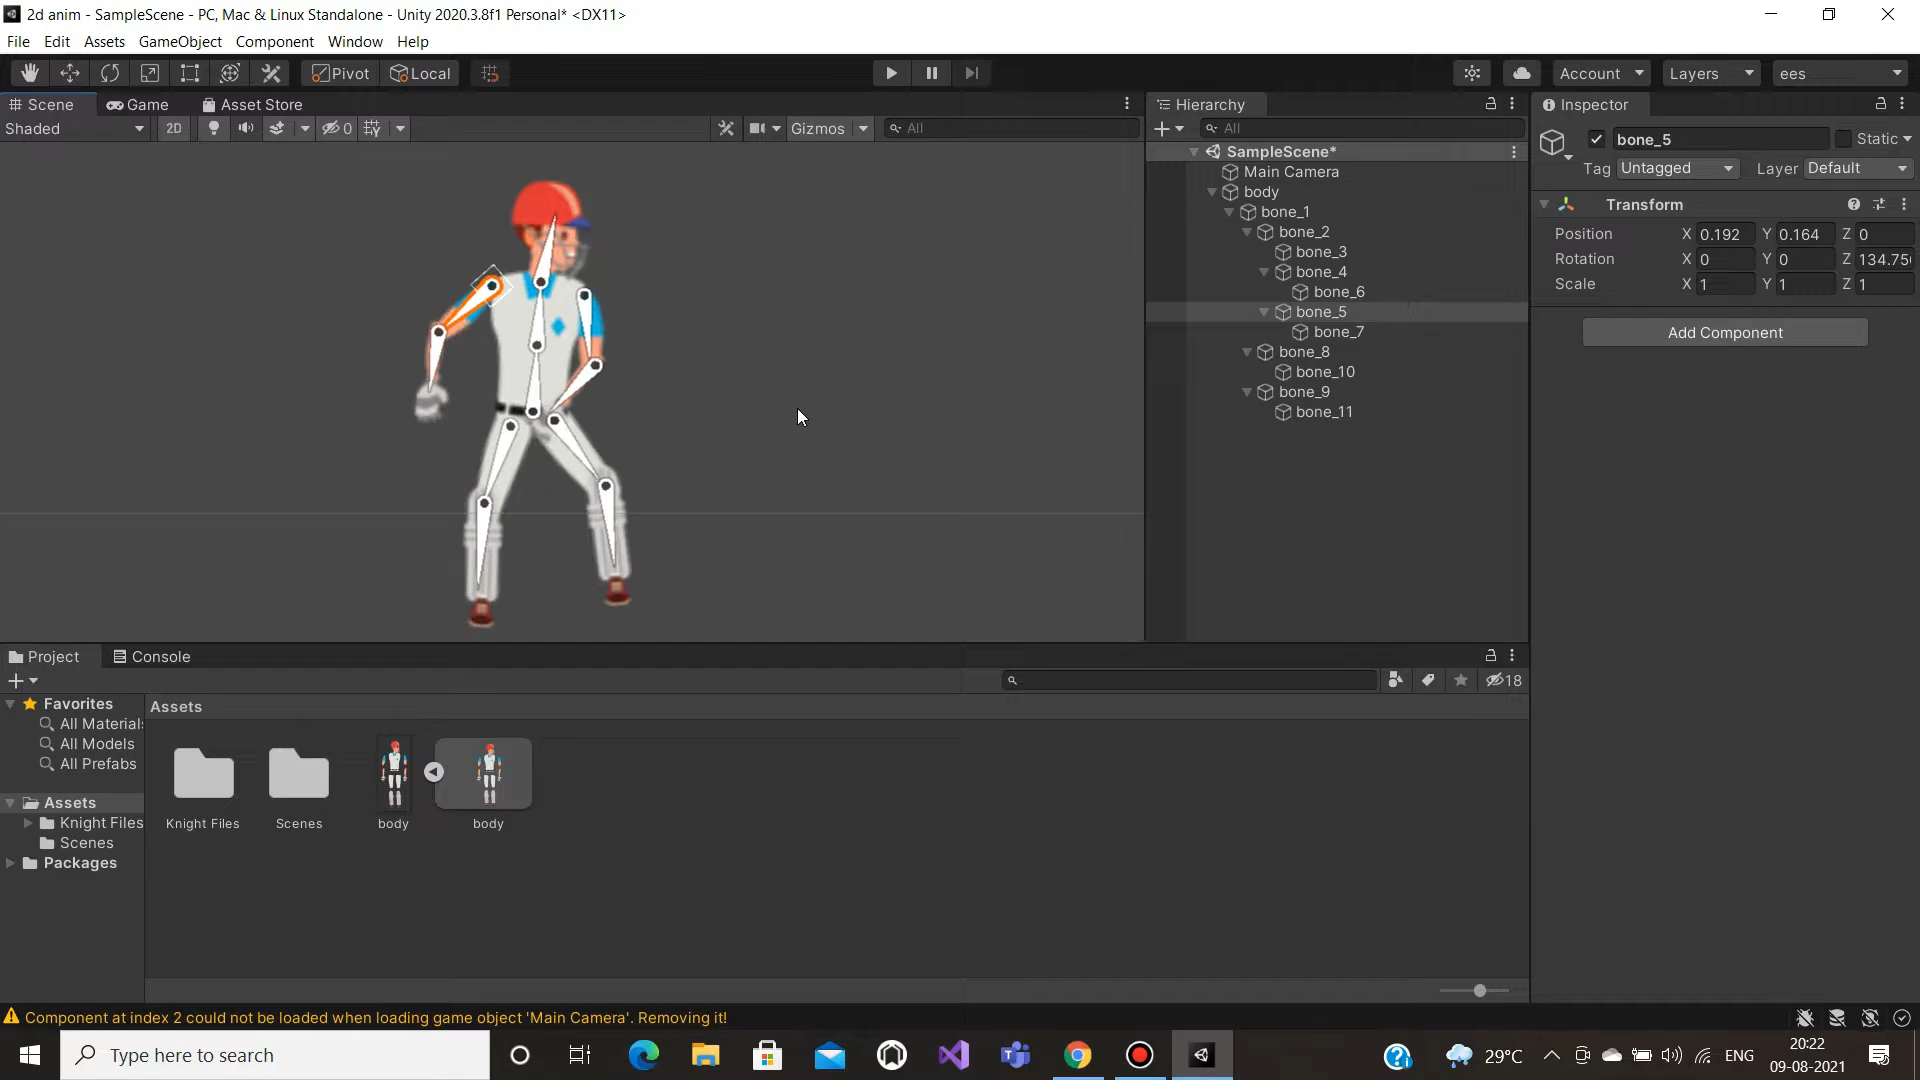 2d anim - SampleScene - PC, Mac & Linux Standalone - Unity 2020.3.8f1 Personal* <DX11>
File Edit Assets GameObject Component Window Help
Pivot Local Account Layers ees
Scene Game Asset Store
Shaded 2D 0 Gizmos All
Hierarchy
All
SampleScene*
Main Camera
body
bone_1
bone_2
bone_3
bone_4
bone_6
bone_5
bone_7
bone_8
bone_10
bone_9
bone_11
Inspector
bone_5 Static
Tag Untagged Layer Default
Transform
Position X 0.192 Y 0.164 Z 0
Rotation X 0 Y 0 Z 134.75
Scale X 1 Y 1 Z 1
Add Component
Project Console
18
Favorites
All Materials
All Models
All Prefabs
Assets
Knight Files
Scenes
Packages
Assets
Knight Files Scenes body body
Component at index 2 could not be loaded when loading game object 'Main Camera'. Removing it!
Type here to search
29°C ENG
20:22
09-08-2021